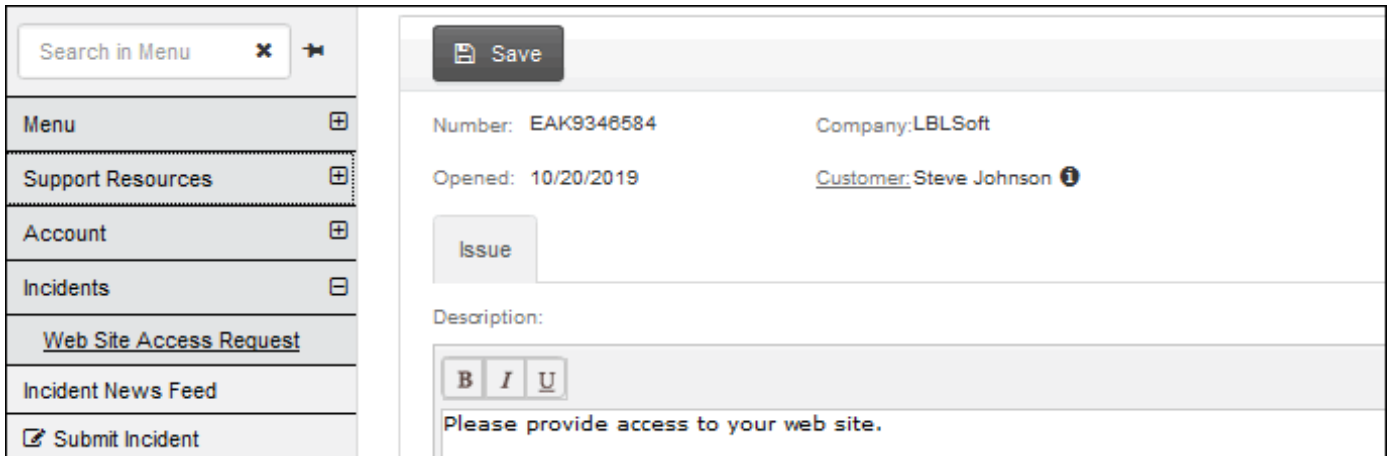 Search in Menu
Menu
Support Resources
Account
Incidents
Web Site Access Request
Incident News Feed
Submit Incident
Save
Number: EAK9346584 Company:LBLSoft
Opened: 10/20/2019 Customer: Steve Johnson
Issue
Description:
B I U
Please provide access to your web site.